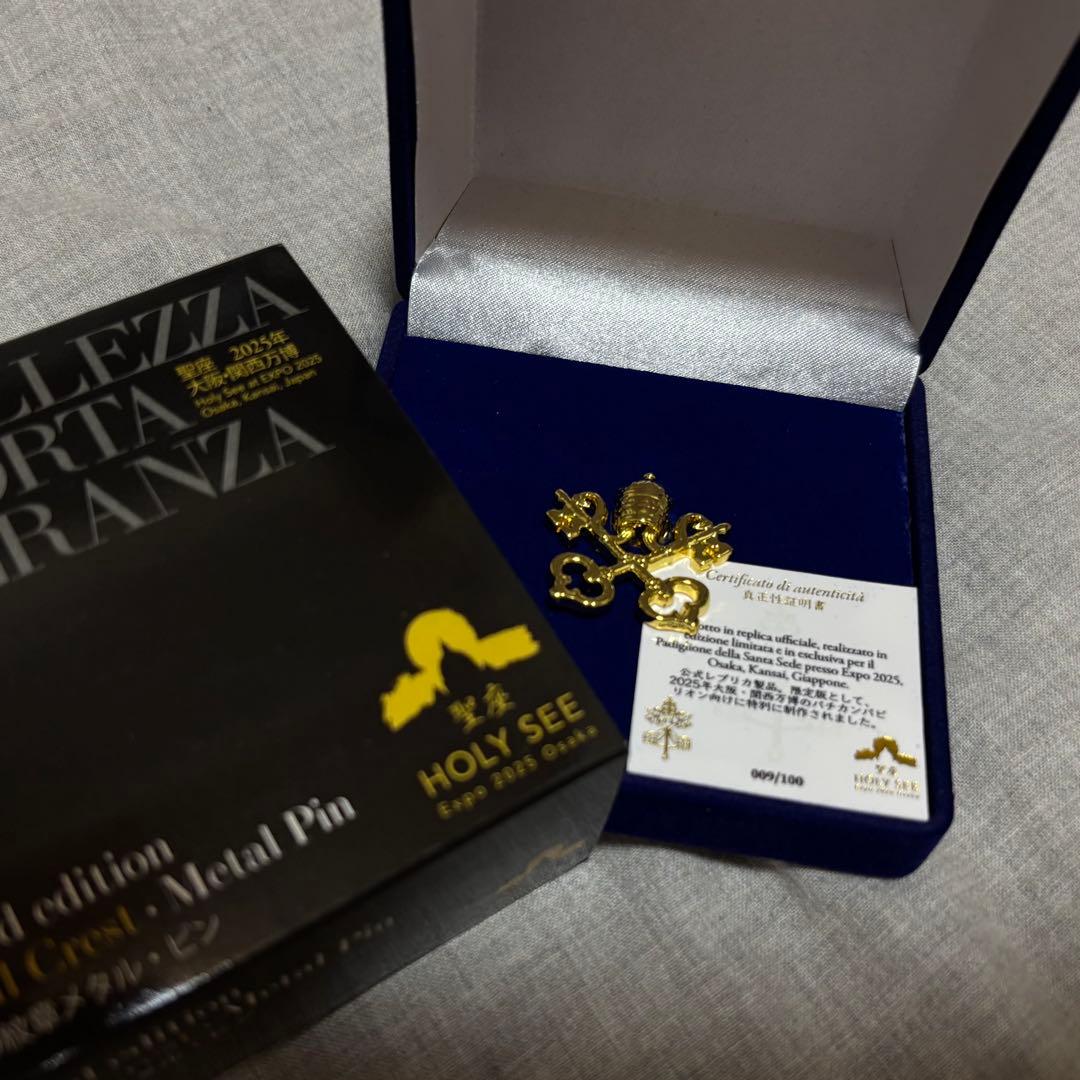 LLEZZA
ORTA
RANZA
聖座 2025年
大阪・関西万博
Holy See at EXPO 2025
Osaka, Kansai, Japan
聖座
HOLY SEE
Expo 2025 Osaka
d edition
l Crest · Metal Pin
紋章メタル・ピン
Certificato di autenticità
真正性証明書
otto in replica ufficiale, realizzato in
edizione limitata e in esclusiva per il
Padiglione della Santa Sede presso Expo 2025,
Osaka, Kansai, Giappone.
公式レプリカ製品。限定版として、
2025年大阪・関西万博のバチカンパビ
リオン向けに特別に制作されました。
009/100
聖座
HOLY SEE
Expo 2025 Osaka